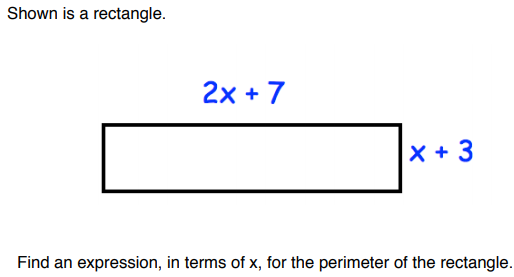 Shown is a rectangle.
2x + 7
x + 3
Find an expression, in terms of x, for the perimeter of the rectangle.